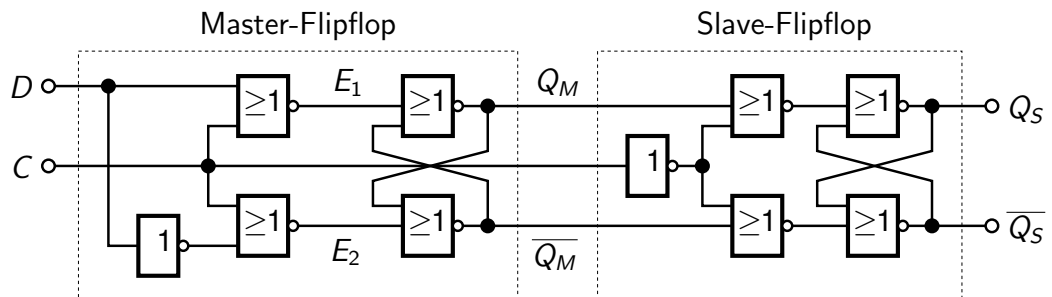 Master-Flipflop Slave-Flipflop
D ≥1 E₁ ≥1 Q_M ≥1 ≥1 Q_S
C 1
1 ≥1 E₂ ≥1 Q̅_M̅ ≥1 ≥1 Q̅_S̅